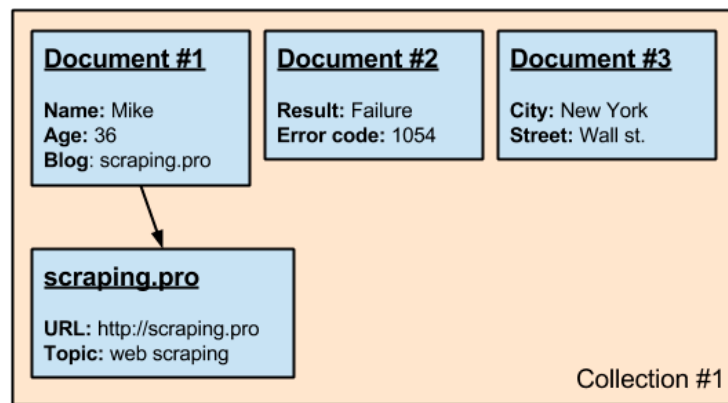 Document #1
Name: Mike
Age: 36
Blog: scraping.pro
Document #2
Result: Failure
Error code: 1054
Document #3
City: New York
Street: Wall st.
scraping.pro
URL: http://scraping.pro
Topic: web scraping
Collection #1